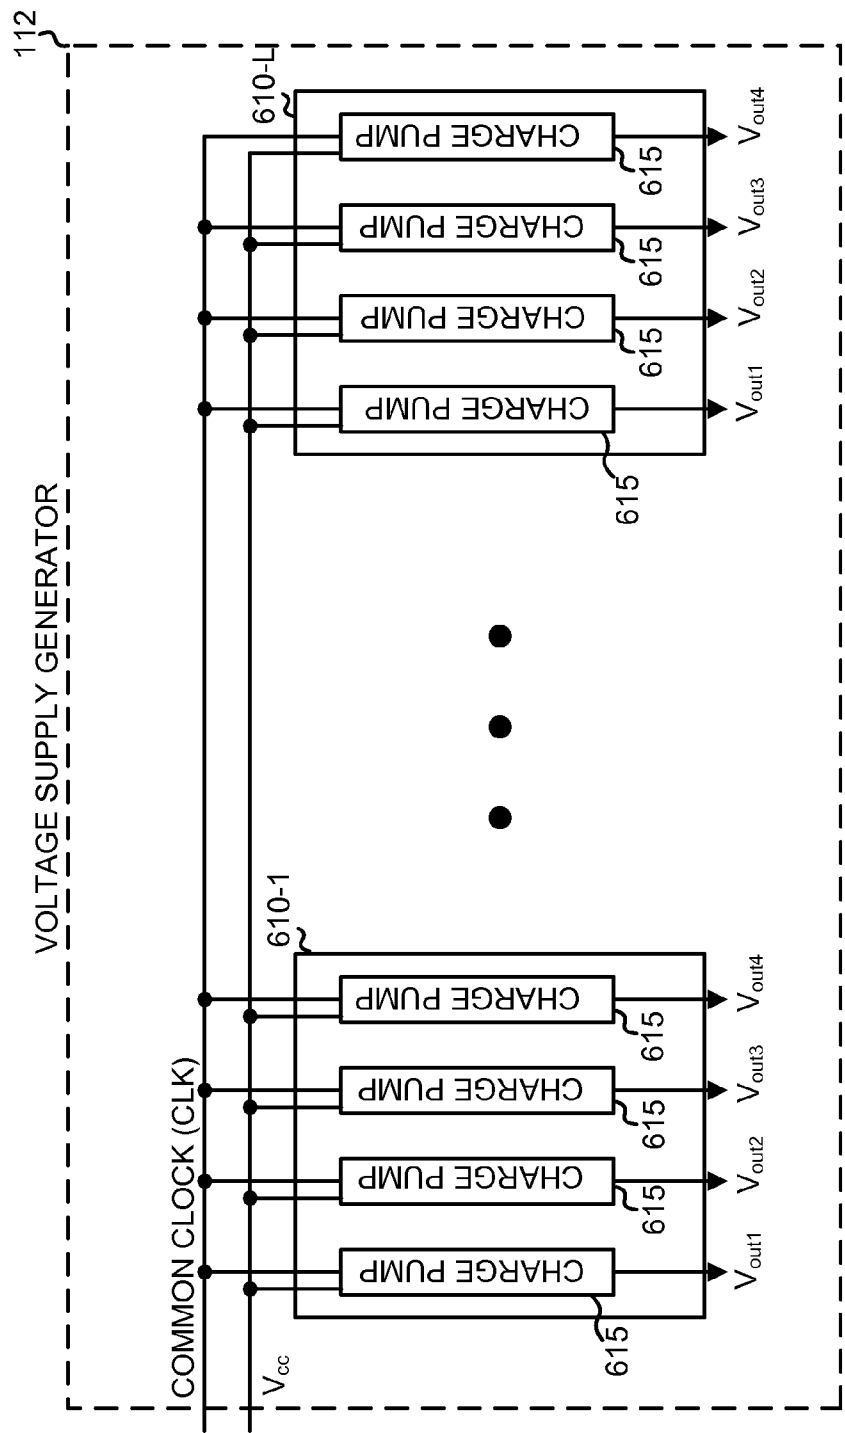 VOLTAGE SUPPLY GENERATOR
112
COMMON CLOCK (CLK)
Vcc
610-1
CHARGE PUMP
CHARGE PUMP
CHARGE PUMP
CHARGE PUMP
615
615
615
615
Vout1
Vout2
Vout3
Vout4
610-L
CHARGE PUMP
CHARGE PUMP
CHARGE PUMP
CHARGE PUMP
615
615
615
615
Vout1
Vout2
Vout3
Vout4